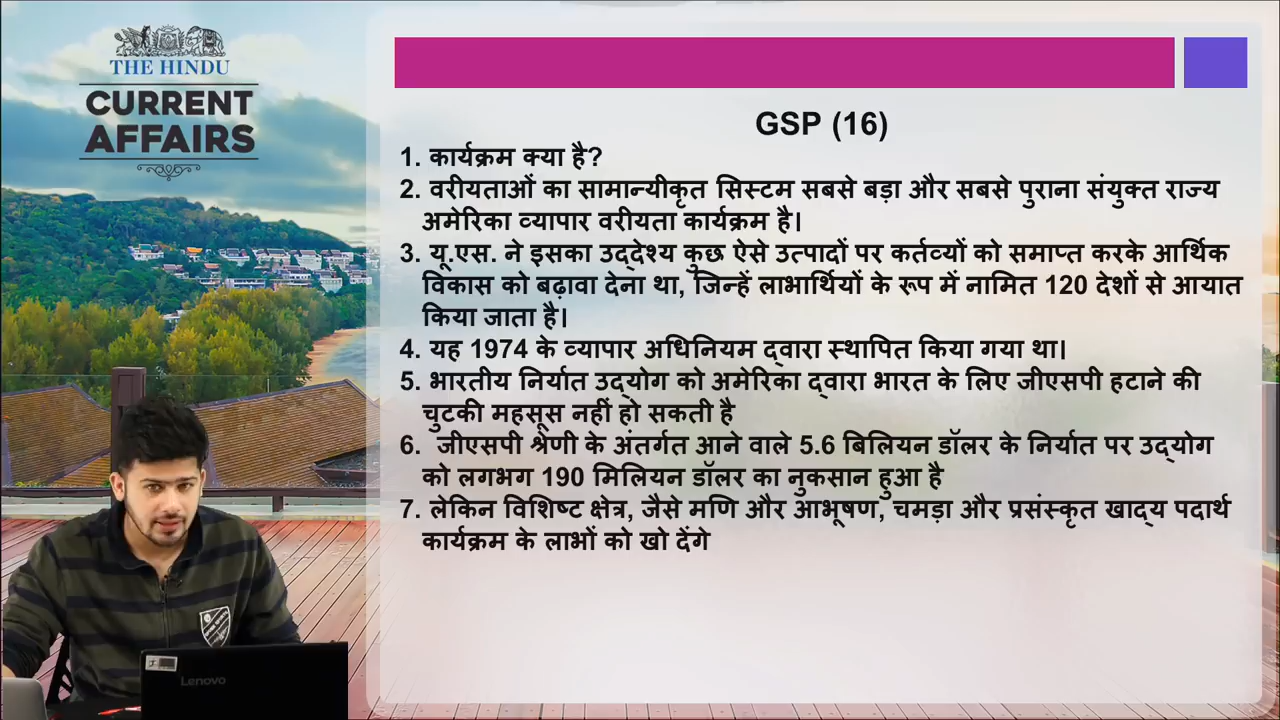 THE HINDU
CURRENT
AFFAIRS
GSP (16)
1. कार्यक्रम क्या है?
2. वरीयताओं का सामान्यीकृत सिस्टम सबसे बड़ा और सबसे पुराना संयुक्त राज्य
अमेरिका व्यापार वरीयता कार्यक्रम है।
3. यू.एस. ने इसका उद्देश्य कुछ ऐसे उत्पादों पर कर्तव्यों को समाप्त करके आर्थिक
विकास को बढ़ावा देना था, जिन्हें लाभार्थियों के रूप में नामित 120 देशों से आयात
किया जाता है।
4. यह 1974 के व्यापार अधिनियम द्वारा स्थापित किया गया था।
5. भारतीय निर्यात उद्योग को अमेरिका द्वारा भारत के लिए जीएसपी हटाने की
चुटकी महसूस नहीं हो सकती है
6. जीएसपी श्रेणी के अंतर्गत आने वाले 5.6 बिलियन डॉलर के निर्यात पर उद्योग
को लगभग 190 मिलियन डॉलर का नुकसान हुआ है
7. लेकिन विशिष्ट क्षेत्र, जैसे मणि और आभूषण, चमड़ा और प्रसंस्कृत खाद्य पदार्थ
कार्यक्रम के लाभों को खो देंगे
Lenovo